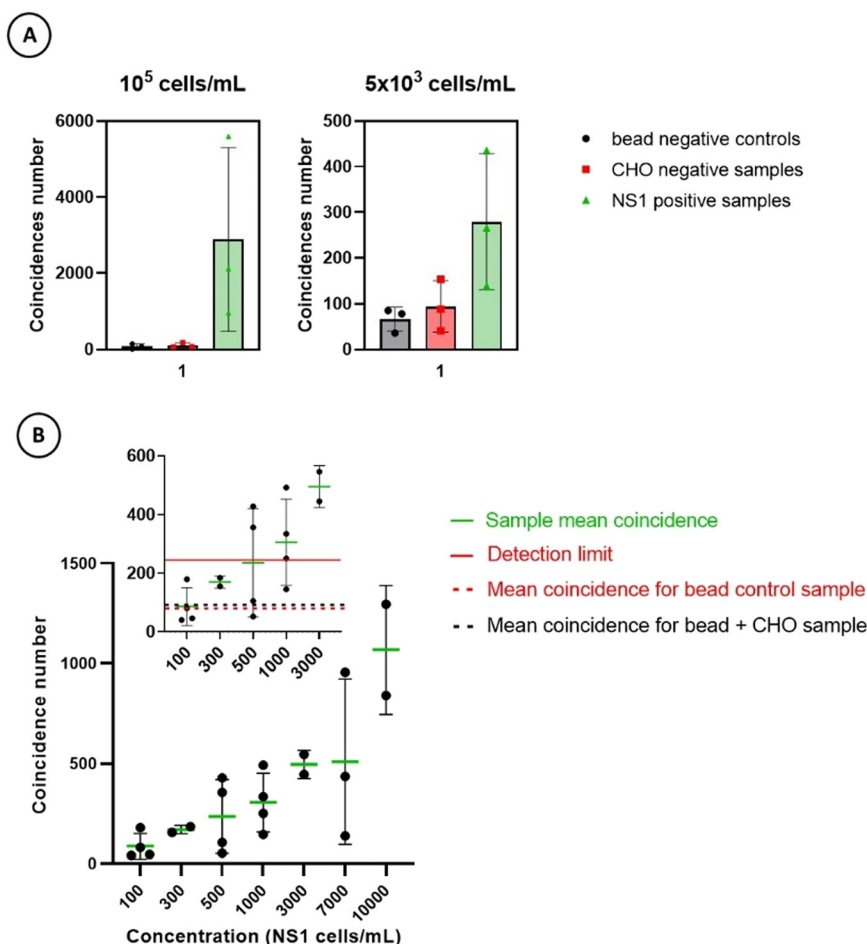 A
10⁵ cells/mL
Coincidences number
6000
4000
2000
0
1
5x10³ cells/mL
Coincidences number
500
400
300
200
100
0
1
bead negative controls
CHO negative samples
NS1 positive samples
B
600
400
200
0
100
300
500
1000
3000
Sample mean coincidence
Detection limit
Mean coincidence for bead control sample
Mean coincidence for bead + CHO sample
Coincidence number
1500
1000
500
0
100
300
500
1000
3000
7000
10000
Concentration (NS1 cells/mL)